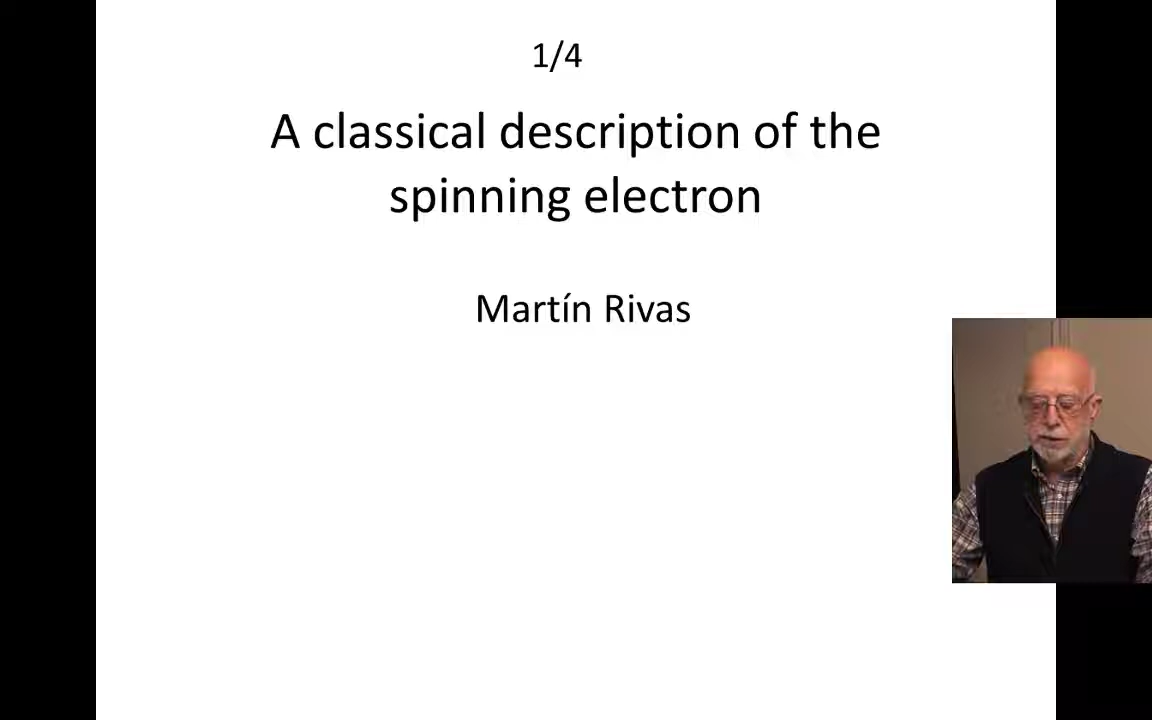 1/4
A classical description of the
spinning electron
Martín Rivas